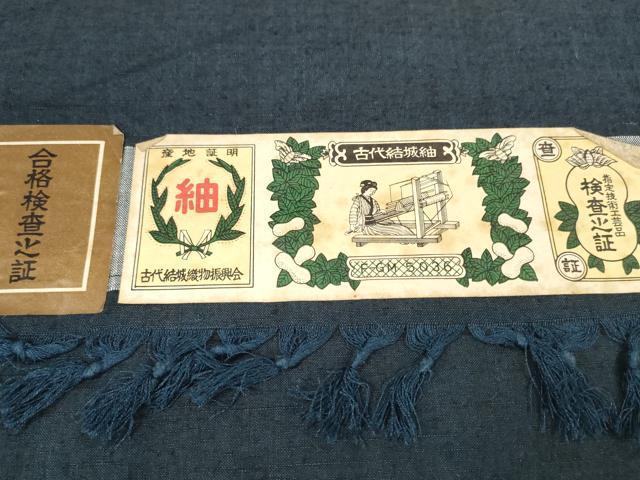 合格検査之証
産地証明
紬
古代結城織物振興会
古代結城紬
F-GM 5036
査
指定技術工芸品
検査之証
証